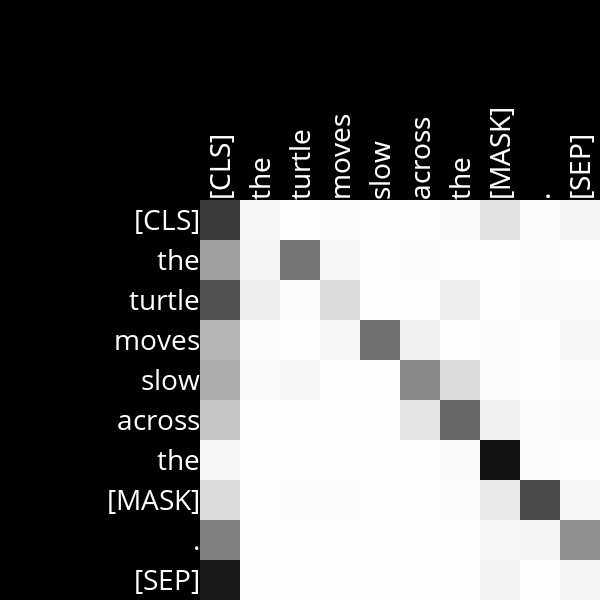 [CLS] the turtle moves slow across the [MASK] . [SEP]
[CLS]
the
turtle
moves
slow
across
the
[MASK]
.
[SEP]